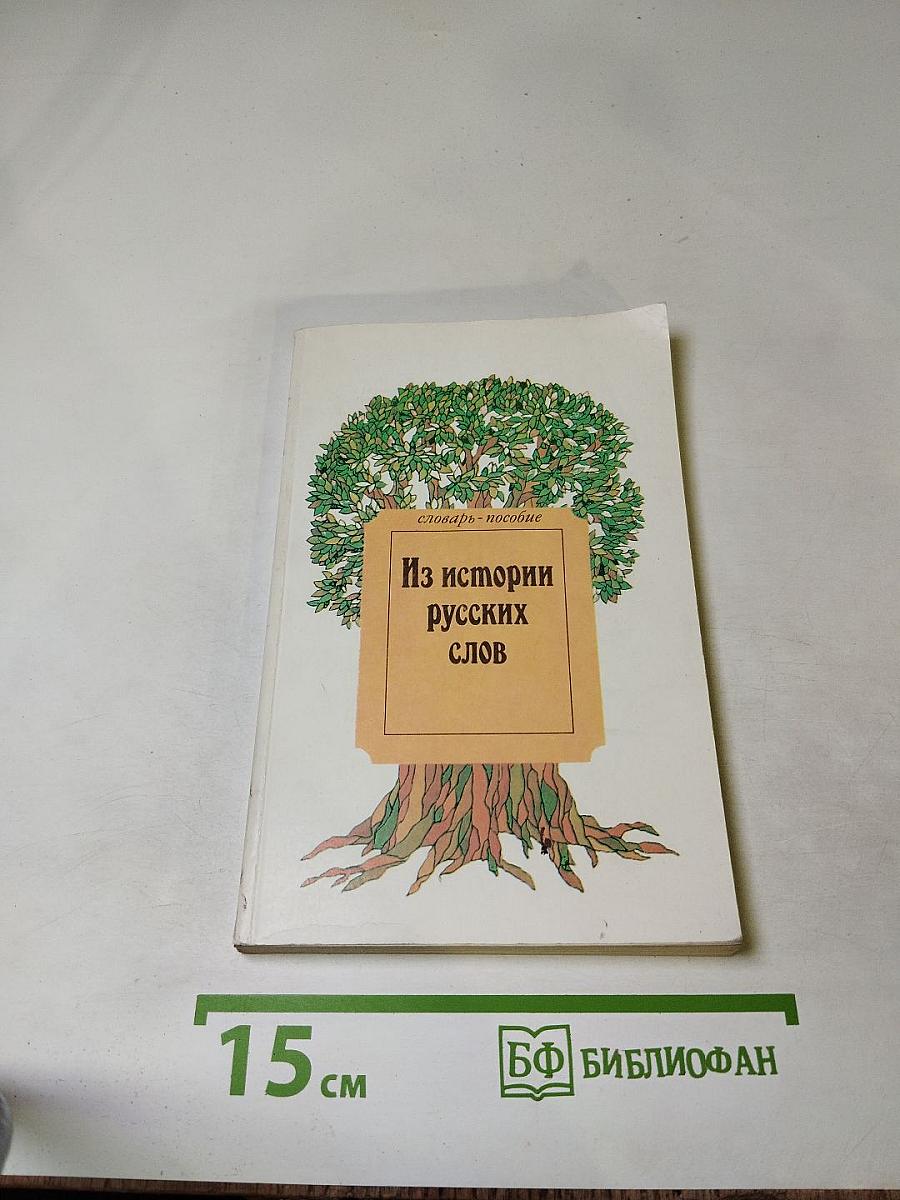 словарь-пособие
Из истории
русских
слов
15 см
БФ БИБЛИОФАН